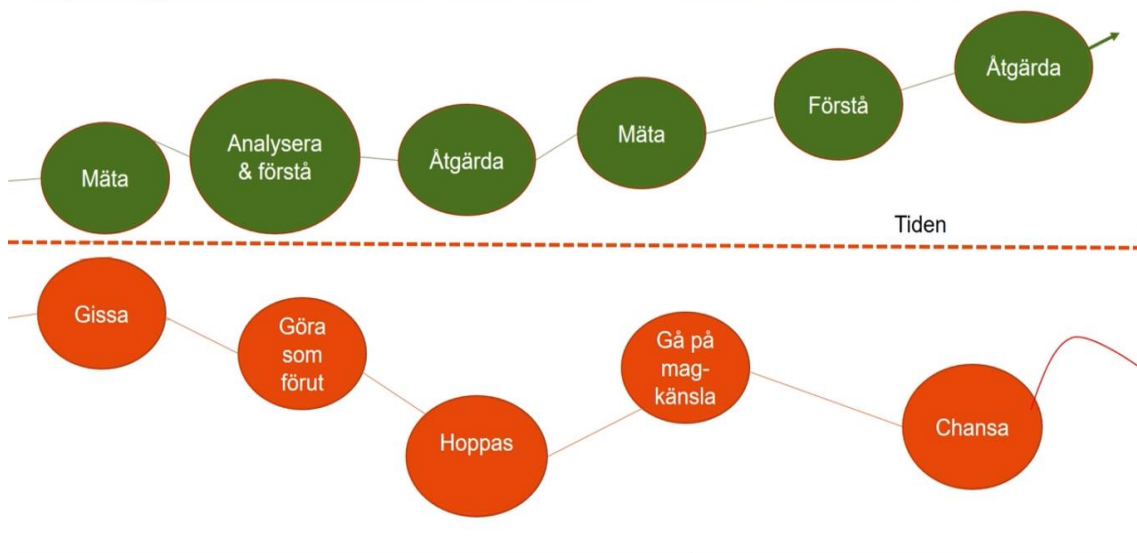 Mäta
Analysera
& förstå
Åtgärda
Mäta
Förstå
Åtgärda
Tiden
Gissa
Göra
som
förut
Hoppas
Gå på
mag-
känsla
Chansa